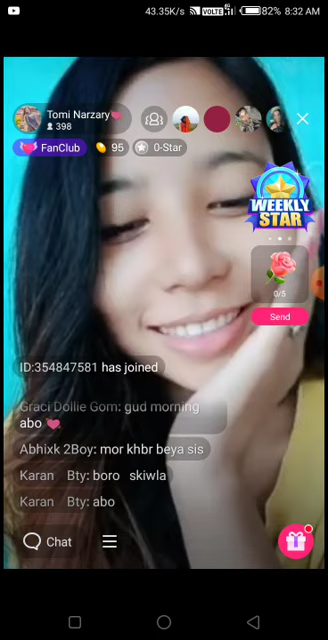 43.35K/s VOLTE 82% 8:32 AM
Tomi Narzary
398
FanClub 95 0-Star
WEEKLY
STAR
0/5
Send
ID:354847581 has joined
Graci Dollie Gom: gud morning
abo
Abhixk 2Boy: mor khbr beya sis
Karan Bty: boro skiwla
Karan Bty: abo
Chat